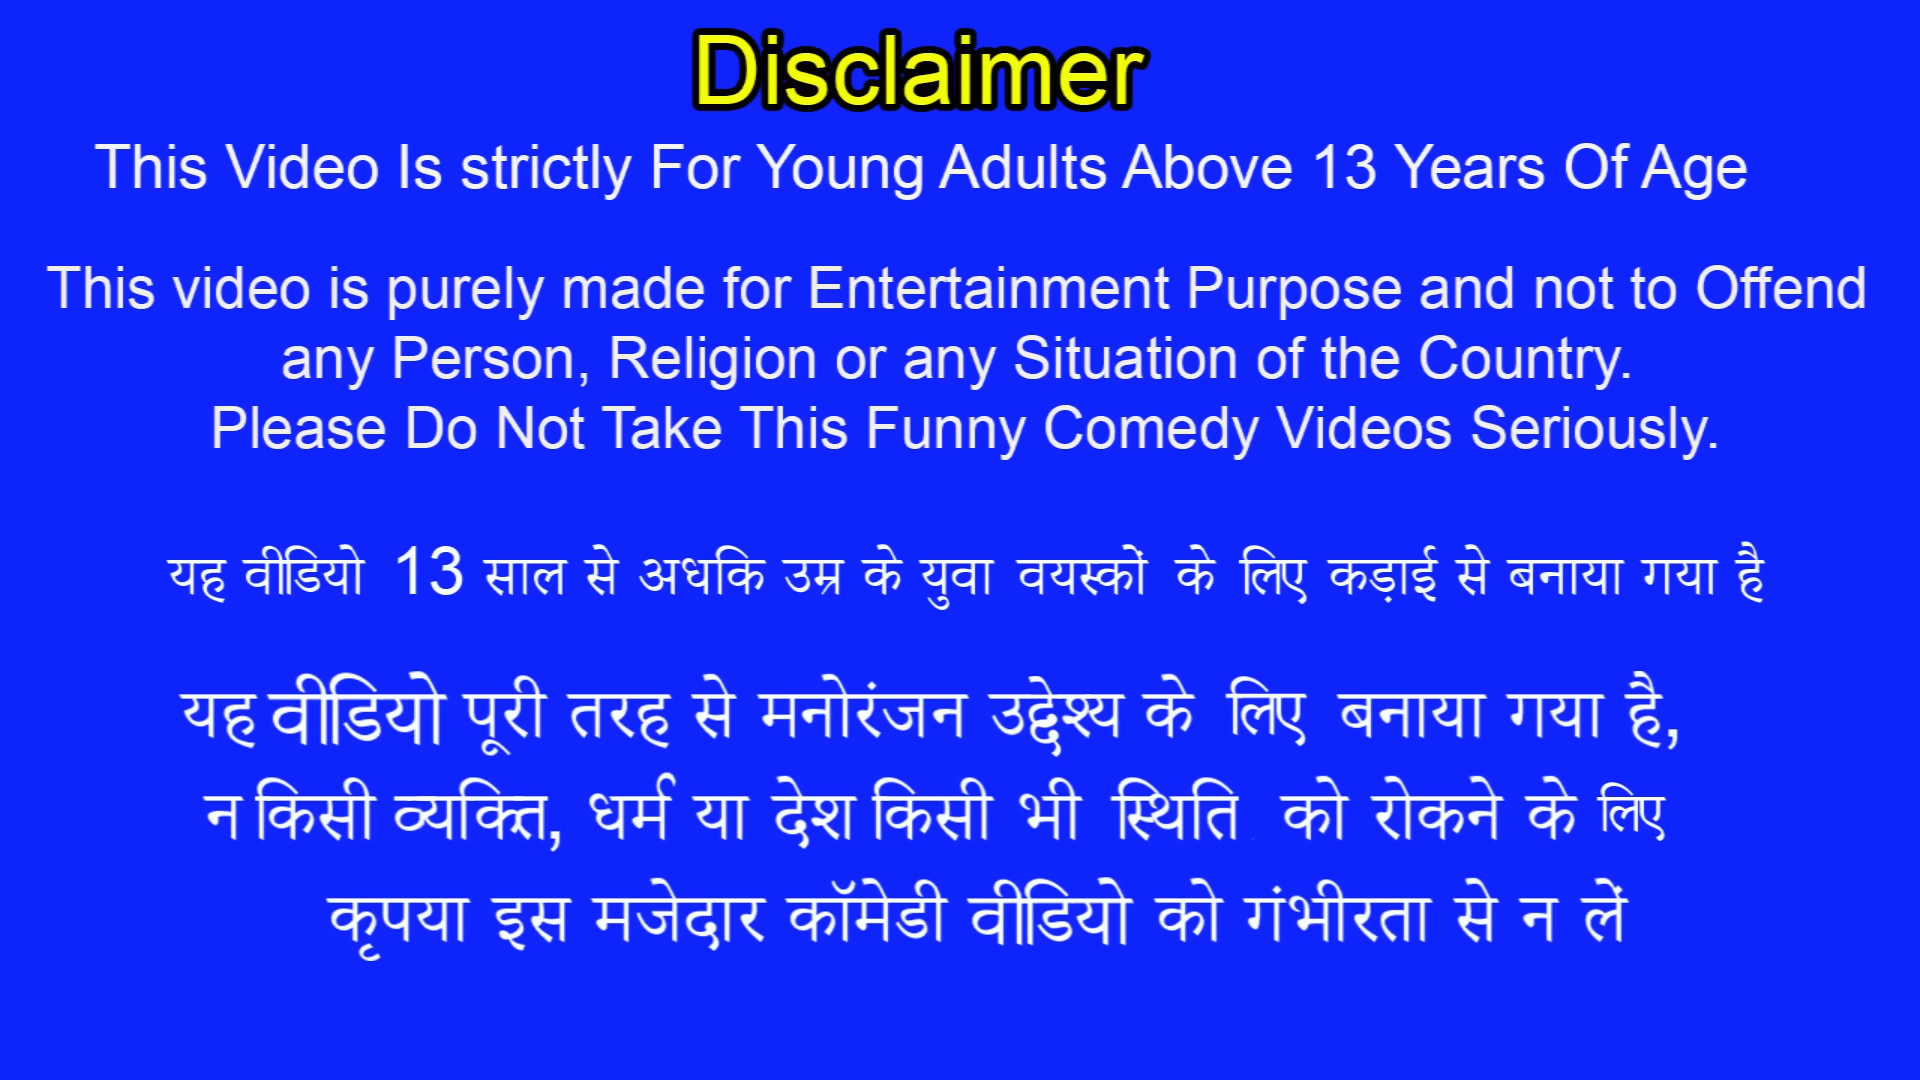 Disclaimer
This Video Is strictly For Young Adults Above 13 Years Of Age
This video is purely made for Entertainment Purpose and not to Offend
any Person, Religion or any Situation of the Country.
Please Do Not Take This Funny Comedy Videos Seriously.
यह वीडियो 13 साल से अधकि उम्र के युवा वयस्कों के लिए कड़ाई से बनाया गया है
यह वीडियो पूरी तरह से मनोरंजन उद्देश्य के लिए बनाया गया है,
न किसी व्यक्ति, धर्म या देश किसी भी स्थिति को रोकने के लिए
कृपया इस मजेदार कॉमेडी वीडियो को गंभीरता से न लें